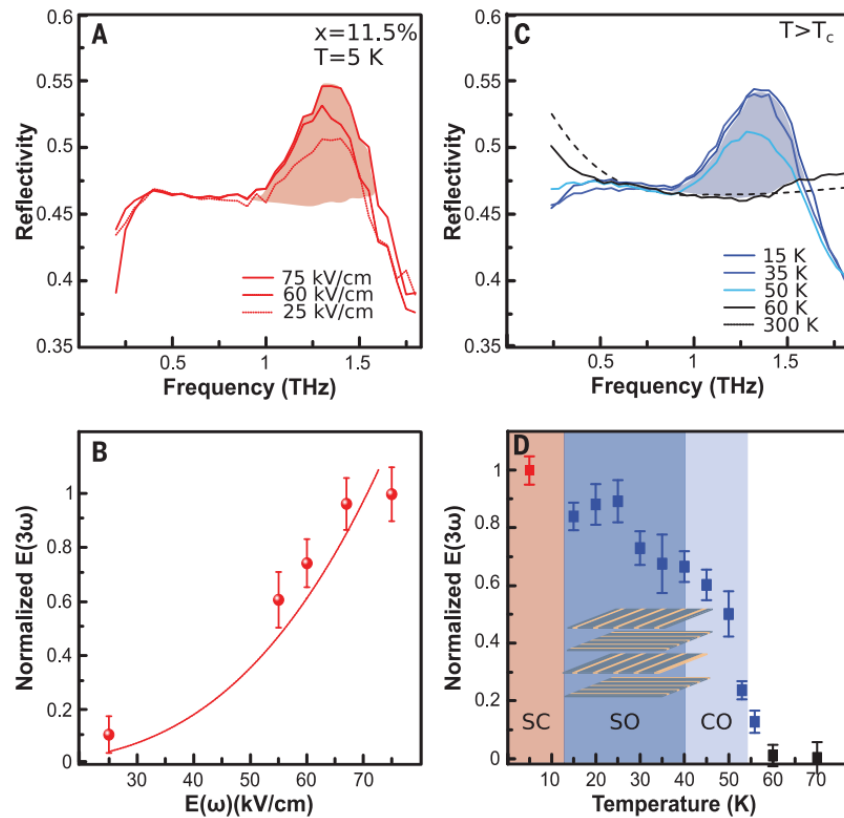 A
x=11.5%
T=5 K
0.6
0.55
0.5
0.45
0.4
0.35
Reflectivity
75 kV/cm
60 kV/cm
25 kV/cm
0.5
1
1.5
Frequency (THz)
C
T>Tc
0.6
0.55
0.5
0.45
0.4
0.35
Reflectivity
15 K
35 K
50 K
60 K
300 K
0.5
1
1.5
Frequency (THz)
B
1
0.8
0.6
0.4
0.2
0
Normalized E(3ω)
30
40
50
60
70
E(ω)(kV/cm)
D
1
0.8
0.6
0.4
0.2
0
Normalized E(3ω)
SC
SO
CO
10
20
30
40
50
60
70
Temperature (K)